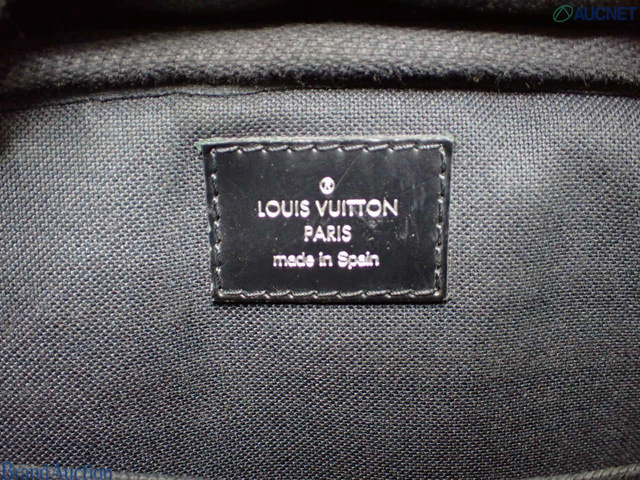 AUCNET
®
LOUIS VUITTON
PARIS
made in Spain
Brand Auction